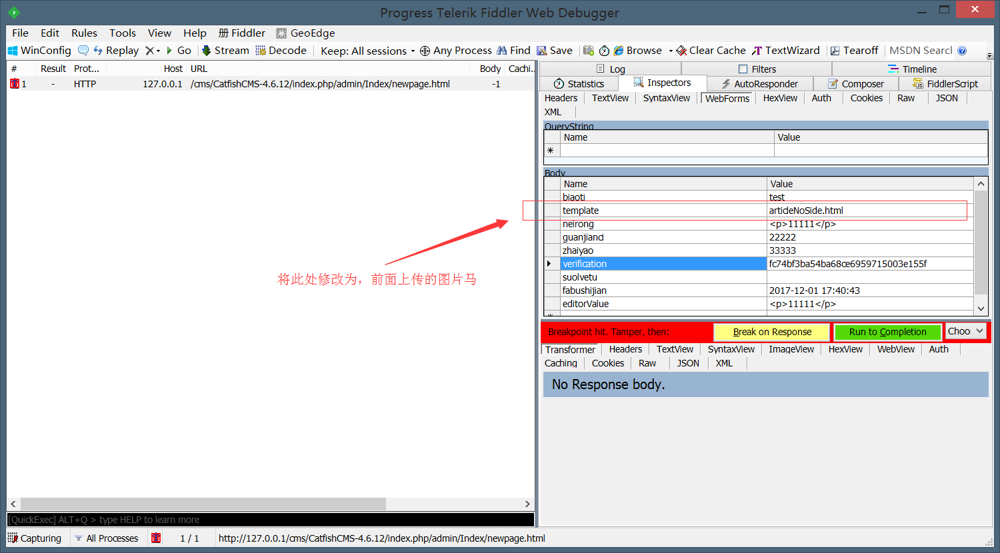 Progress Telerik Fiddler Web Debugger
File Edit Rules Tools View Help 册 Fiddler GeoEdge
WinConfig Replay Go Stream Decode Keep: All sessions Any Process Find Save Browse Clear Cache TextWizard Tearoff MSDN Search
# Result Prot... Host URL Body Cachi..
1 - HTTP 127.0.0.1 /cms/CatfishCMS-4.6.12/index.php/admin/Index/newpage.html -1
Log Filters Timeline
Statistics Inspectors AutoResponder Composer FiddlerScript
Headers TextView SyntaxView WebForms HexView Auth Cookies Raw JSON
XML
QueryString
Name Value
Body
Name Value
biaoti test
template articleNoSide.html
neirong <p>11111</p>
guanjianci 22222
zhaiyao 33333
verification fc74bf3ba54ba68ce6959715003e155f
suolvetu
fabushijian 2017-12-01 17:40:43
editorValue <p>11111</p>
将此处修改为，前面上传的图片马
Breakpoint hit. Tamper, then: Break on Response Run to Completion Choo
Transformer Headers TextView SyntaxView ImageView HexView WebView Auth
Caching Cookies Raw JSON XML
No Response body.
[QuickExec] ALT+Q > type HELP to learn more
Capturing All Processes 1 / 1 http://127.0.0.1/cms/CatfishCMS-4.6.12/index.php/admin/Index/newpage.html